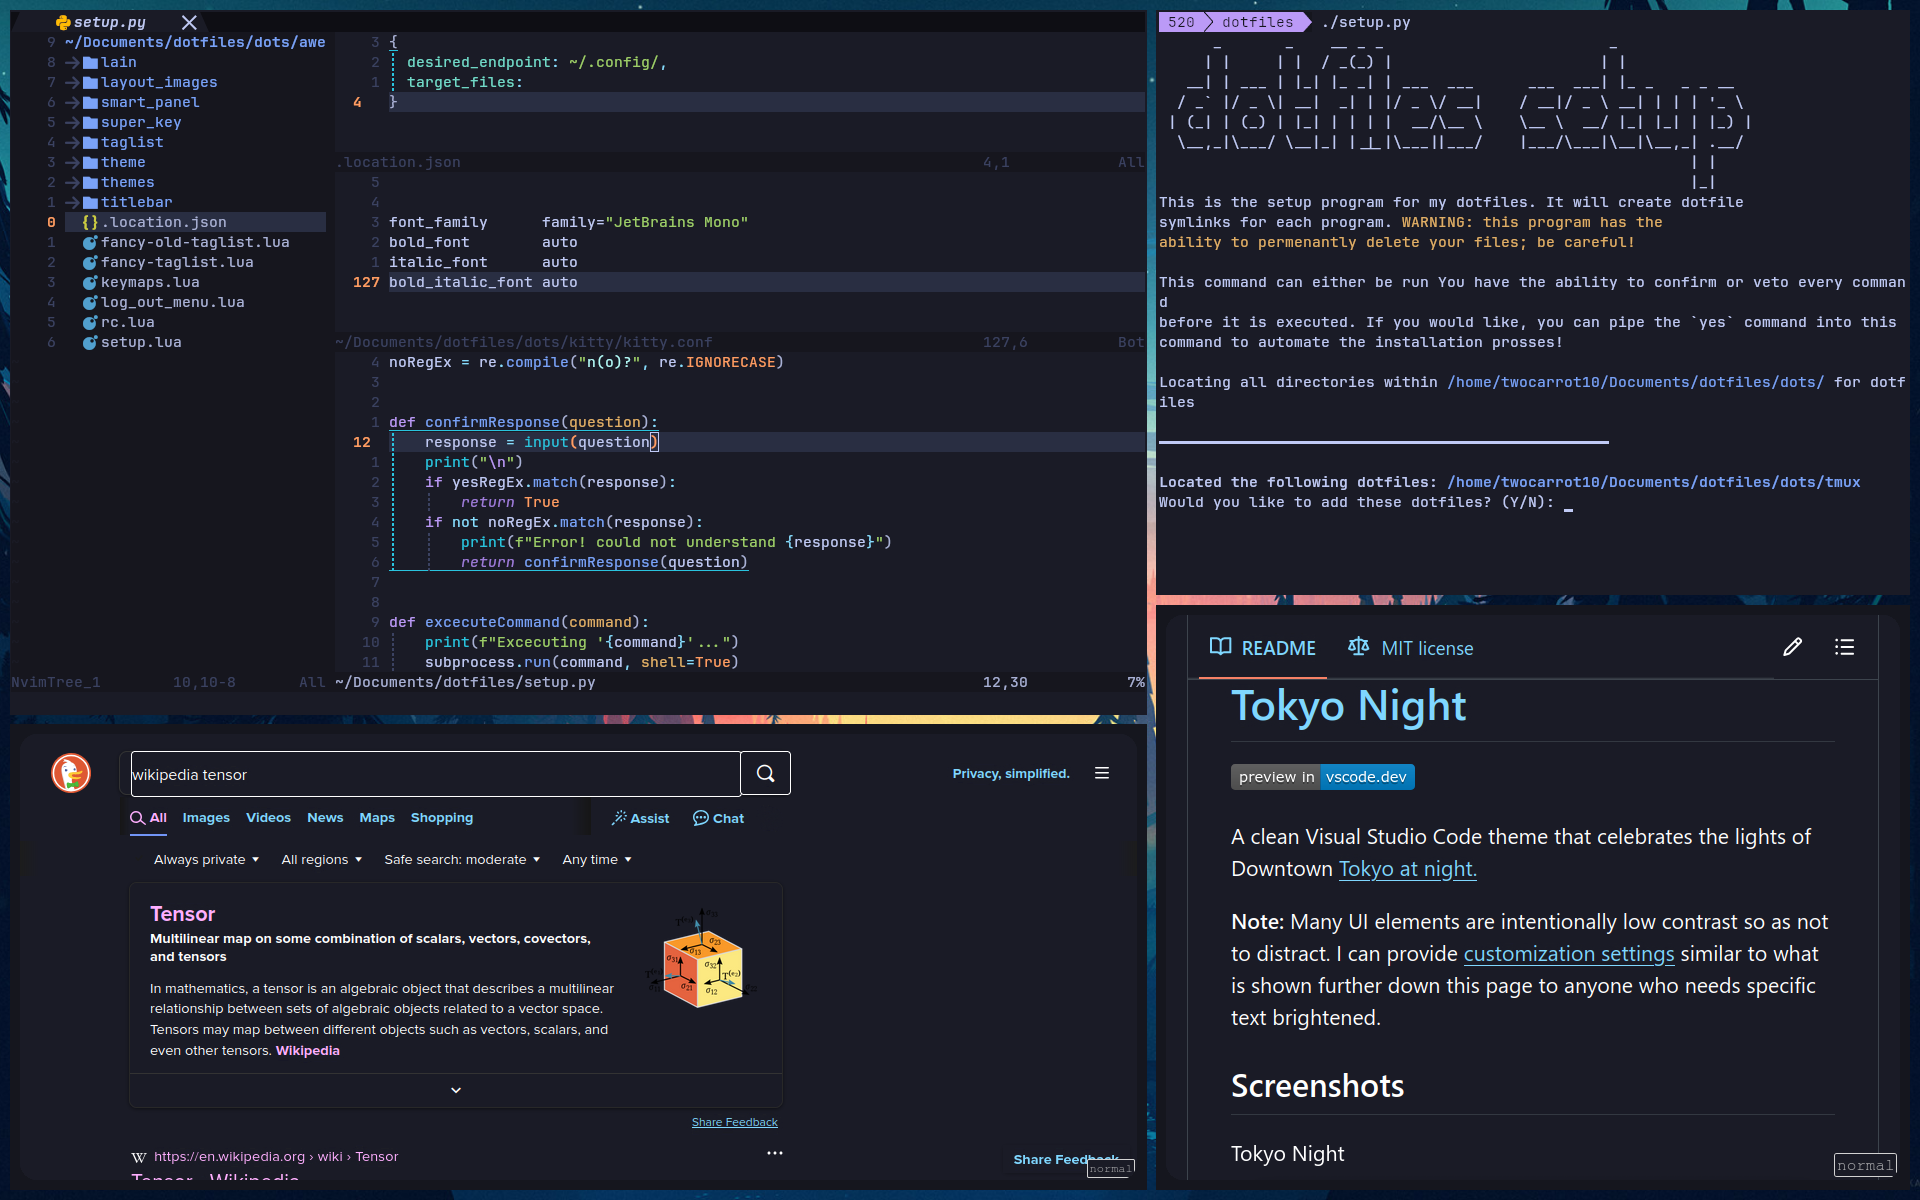 setup.py
9 ~/Documents/dotfiles/dots/awe
8 lain
7 layout_images
6 smart_panel
5 super_key
4 taglist
3 theme
2 themes
1 titlebar
0 {}.location.json
1 fancy-old-taglist.lua
2 fancy-taglist.lua
3 keymaps.lua
4 log_out_menu.lua
5 rc.lua
6 setup.lua
NvimTree_1 10,10-8 All
3 {
2 desired_endpoint: ~/.config/,
1 target_files:
4 }
.location.json 4,1 All
5
4
3 font_family family="JetBrains Mono"
2 bold_font auto
1 italic_font auto
127 bold_italic_font auto
~/Documents/dotfiles/dots/kitty/kitty.conf 127,6 Bot
4 noRegEx = re.compile("n(o)?", re.IGNORECASE)
3
2
1 def confirmResponse(question):
12 response = input(question)
1 print("\n")
2 if yesRegEx.match(response):
3 return True
4 if not noRegEx.match(response):
5 print(f"Error! could not understand {response}")
6 return confirmResponse(question)
7
8
9 def excecuteCommand(command):
10 print(f"Excecuting '{command}'...")
11 subprocess.run(command, shell=True)
~/Documents/dotfiles/setup.py 12,30 7%
520 dotfiles ./setup.py
dotfiles setup
This is the setup program for my dotfiles. It will create dotfile
symlinks for each program. WARNING: this program has the
ability to permenantly delete your files; be careful!
This command can either be run You have the ability to confirm or veto every comman
d
before it is executed. If you would like, you can pipe the `yes` command into this
command to automate the installation prosses!
Locating all directories within /home/twocarrot10/Documents/dotfiles/dots/ for dotf
iles
Located the following dotfiles: /home/twocarrot10/Documents/dotfiles/dots/tmux
Would you like to add these dotfiles? (Y/N):
wikipedia tensor
Privacy, simplified.
All Images Videos News Maps Shopping Assist Chat
Always private All regions Safe search: moderate Any time
Tensor
Multilinear map on some combination of scalars, vectors, covectors,
and tensors
In mathematics, a tensor is an algebraic object that describes a multilinear
relationship between sets of algebraic objects related to a vector space.
Tensors may map between different objects such as vectors, scalars, and
even other tensors. Wikipedia
σ23
σ13
σ31
σ32
σ21
σ12
Share Feedback
W https://en.wikipedia.org › wiki › Tensor
Tensor - Wikipedia
Share Feedback
normal
README MIT license
Tokyo Night
preview in vscode.dev
A clean Visual Studio Code theme that celebrates the lights of
Downtown Tokyo at night.
Note: Many UI elements are intentionally low contrast so as not
to distract. I can provide customization settings similar to what
is shown further down this page to anyone who needs specific
text brightened.
Screenshots
Tokyo Night
normal